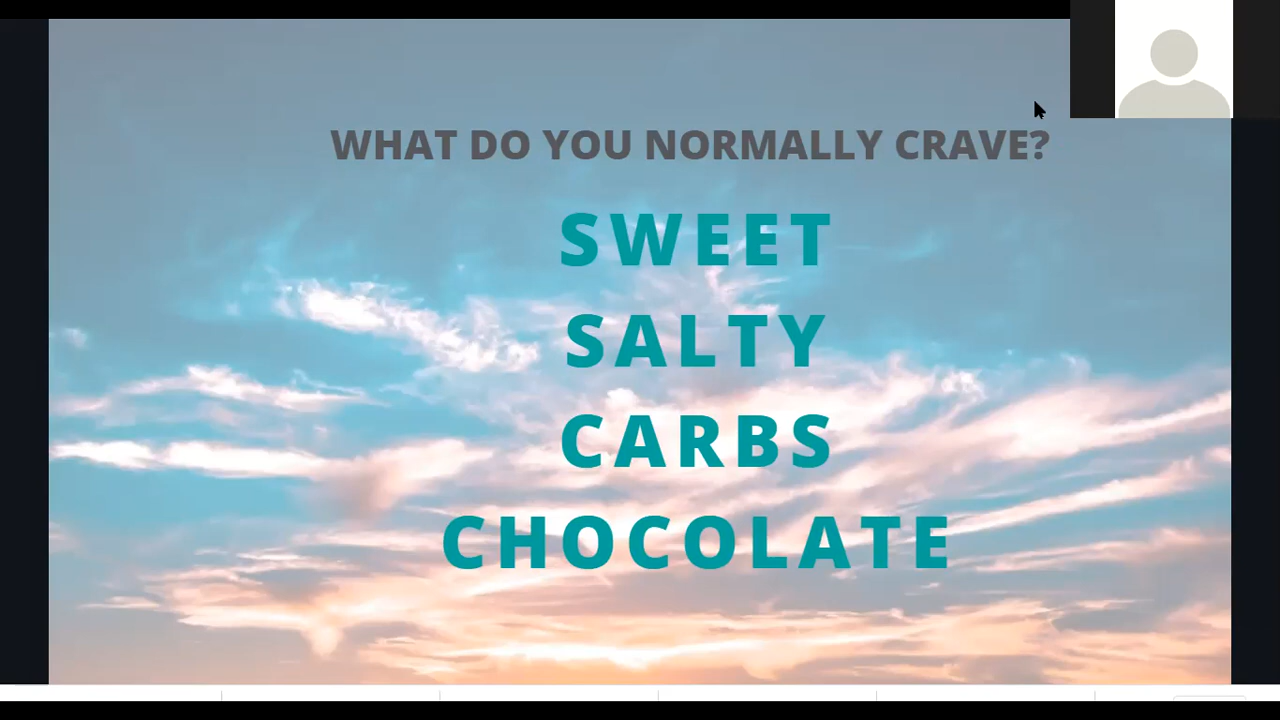 WHAT DO YOU NORMALLY CRAVE?
SWEET
SALTY
CARBS
CHOCOLATE